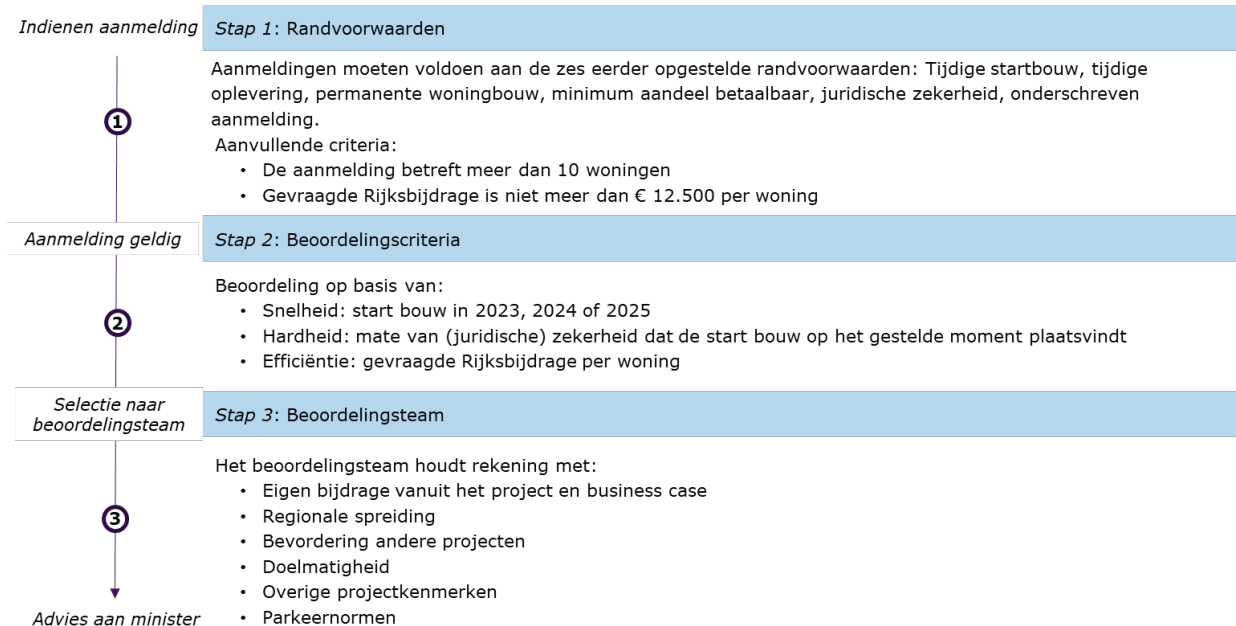 Indienen aanmelding
Stap 1: Randvoorwaarden
Aanmeldingen moeten voldoen aan de zes eerder opgestelde randvoorwaarden: Tijdige startbouw, tijdige
oplevering, permanente woningbouw, minimum aandeel betaalbaar, juridische zekerheid, onderschreven
aanmelding.
1
Aanvullende criteria:
• De aanmelding betreft meer dan 10 woningen
• Gevraagde Rijksbijdrage is niet meer dan € 12.500 per woning
Aanmelding geldig
Stap 2: Beoordelingscriteria
Beoordeling op basis van:
• Snelheid: start bouw in 2023, 2024 of 2025
2
• Hardheid: mate van (juridische) zekerheid dat de start bouw op het gestelde moment plaatsvindt
• Efficiëntie: gevraagde Rijksbijdrage per woning
Selectie naar
beoordelingsteam
Stap 3: Beoordelingsteam
Het beoordelingsteam houdt rekening met:
• Eigen bijdrage vanuit het project en business case
3
• Regionale spreiding
• Bevordering andere projecten
• Doelmatigheid
• Overige projectkenmerken
• Parkeernormen
Advies aan minister